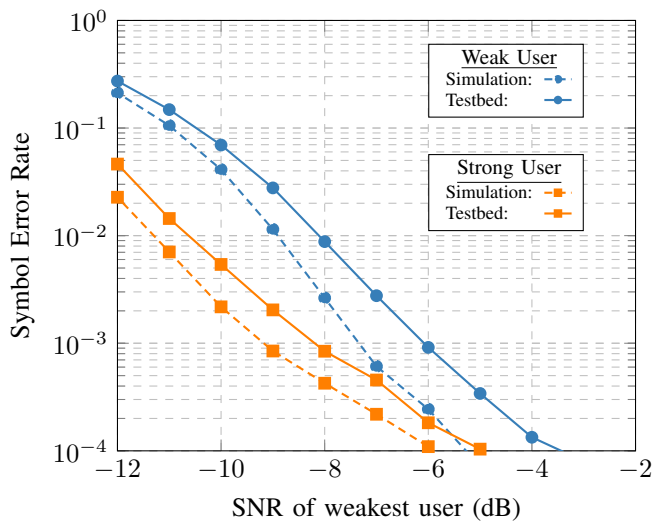 10^0
10^{-1}
10^{-2}
10^{-3}
10^{-4}
Symbol Error Rate
Weak User
Simulation:
Testbed:
Strong User
Simulation:
Testbed:
−12 −10 −8 −6 −4 −2
SNR of weakest user (dB)